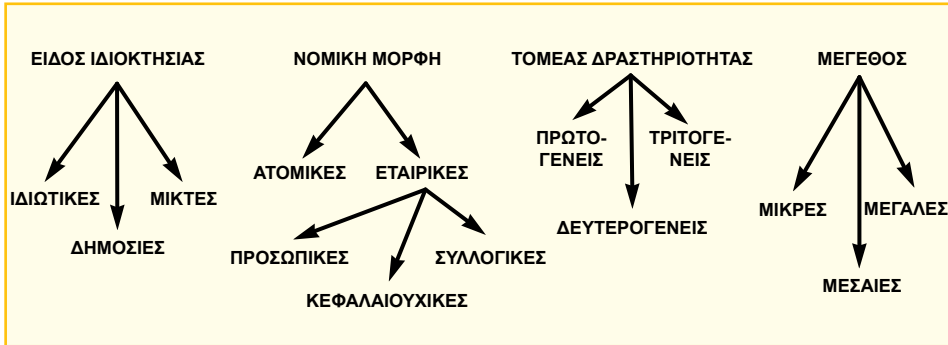 ΕΙΔΟΣ ΙΔΙΟΚΤΗΣΙΑΣ
ΝΟΜΙΚΗ ΜΟΡΦΗ
ΤΟΜΕΑΣ ΔΡΑΣΤΗΡΙΟΤΗΤΑΣ
ΜΕΓΕΘΟΣ
ΙΔΙΩΤΙΚΕΣ
ΜΙΚΤΕΣ
ΔΗΜΟΣΙΕΣ
ΑΤΟΜΙΚΕΣ
ΕΤΑΙΡΙΚΕΣ
ΠΡΟΣΩΠΙΚΕΣ
ΣΥΛΛΟΓΙΚΕΣ
ΚΕΦΑΛΑΙΟΥΧΙΚΕΣ
ΠΡΩΤΟ-
ΓΕΝΕΙΣ
ΤΡΙΤΟΓΕ-
ΝΕΙΣ
ΔΕΥΤΕΡΟΓΕΝΕΙΣ
ΜΙΚΡΕΣ
ΜΕΓΑΛΕΣ
ΜΕΣΑΙΕΣ